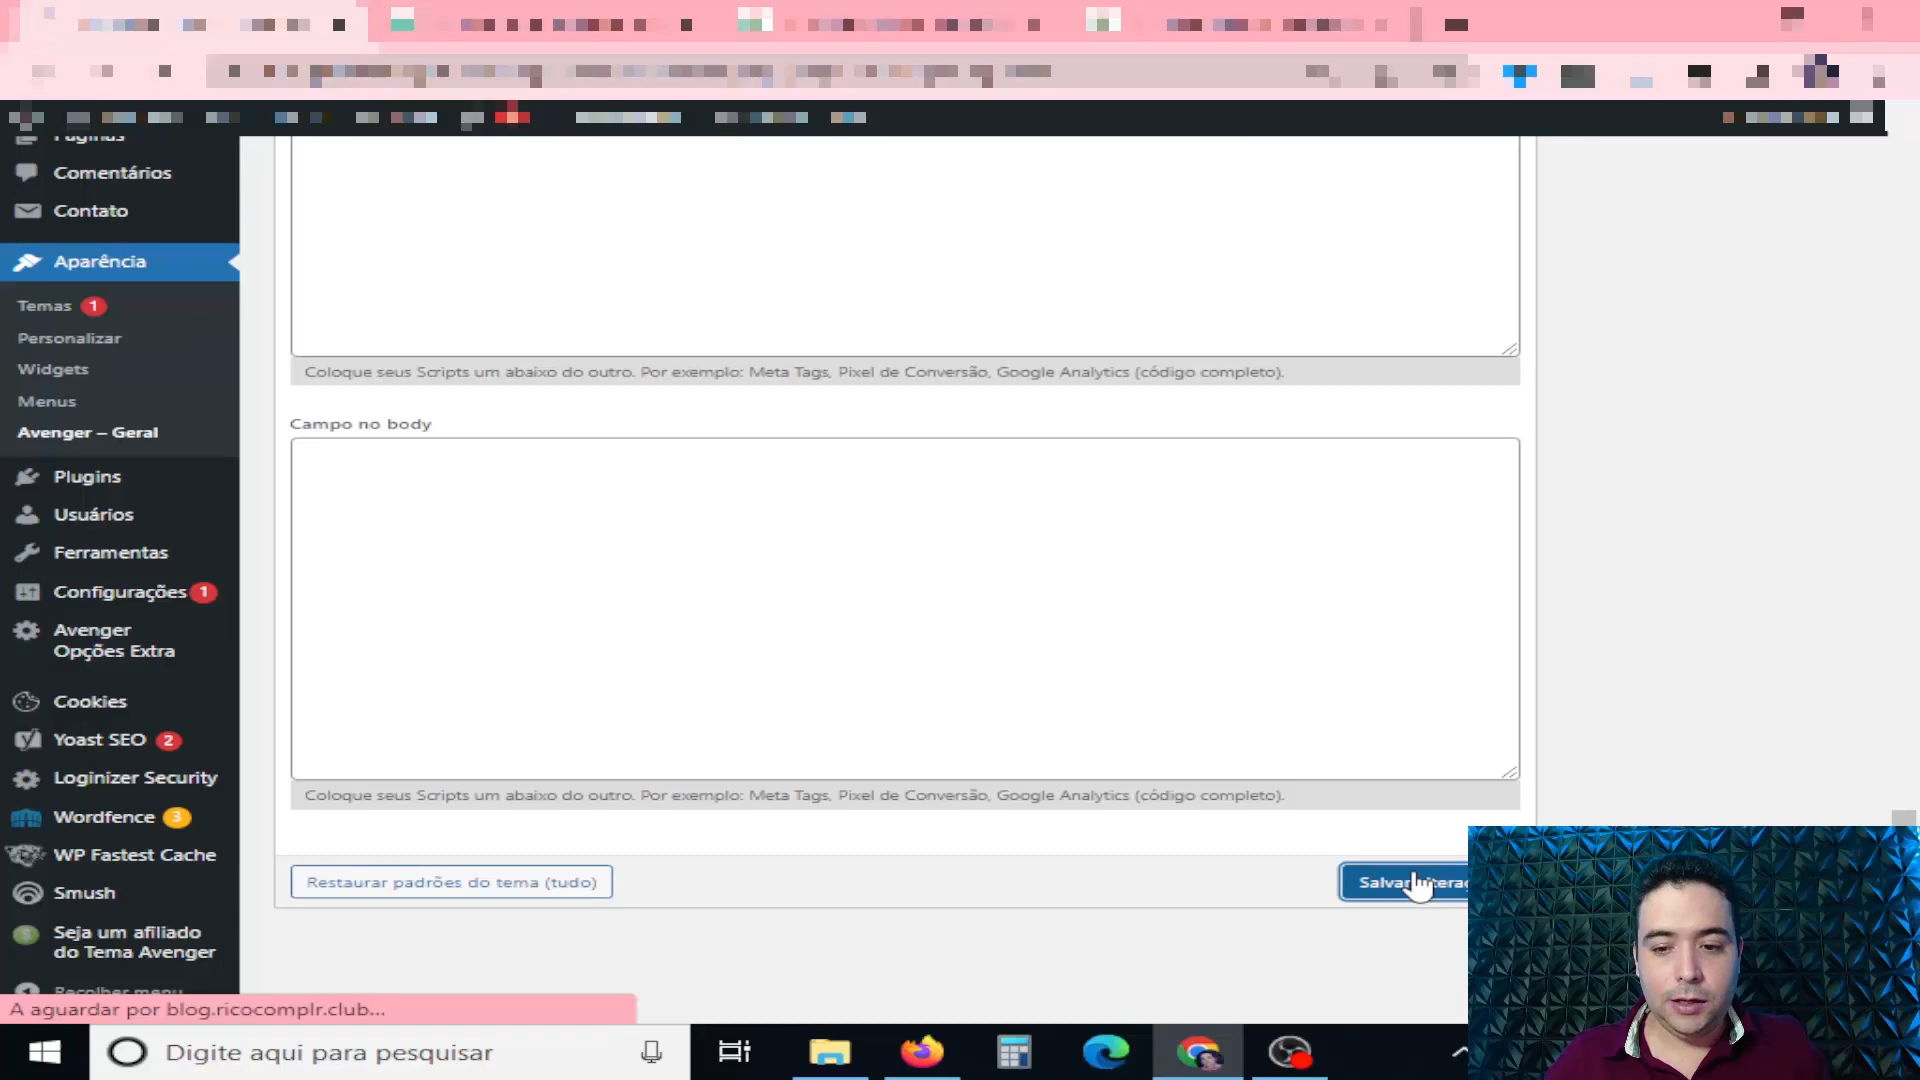 Páginas
Comentários
Contato
Aparência
Temas 1
Personalizar
Widgets
Menus
Avenger – Geral
Plugins
Usuários
Ferramentas
Configurações 1
Avenger
Opções Extra
Cookies
Yoast SEO 2
Loginizer Security
Wordfence 3
WP Fastest Cache
Smush
Seja um afiliado
do Tema Avenger
Recolher menu
Coloque seus Scripts um abaixo do outro. Por exemplo: Meta Tags, Pixel de Conversão, Google Analytics (código completo).
Campo no body
Coloque seus Scripts um abaixo do outro. Por exemplo: Meta Tags, Pixel de Conversão, Google Analytics (código completo).
Restaurar padrões do tema (tudo)
Salvar
A aguardar por blog.ricocomplr.club...
Digite aqui para pesquisar